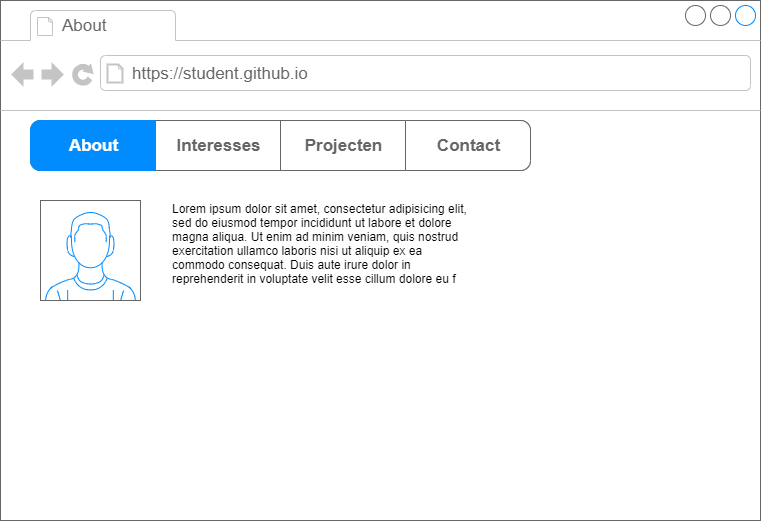 About
https://student.github.io
About Interesses Projecten Contact
Lorem ipsum dolor sit amet, consectetur adipisicing elit,
sed do eiusmod tempor incididunt ut labore et dolore
magna aliqua. Ut enim ad minim veniam, quis nostrud
exercitation ullamco laboris nisi ut aliquip ex ea
commodo consequat. Duis aute irure dolor in
reprehenderit in voluptate velit esse cillum dolore eu f